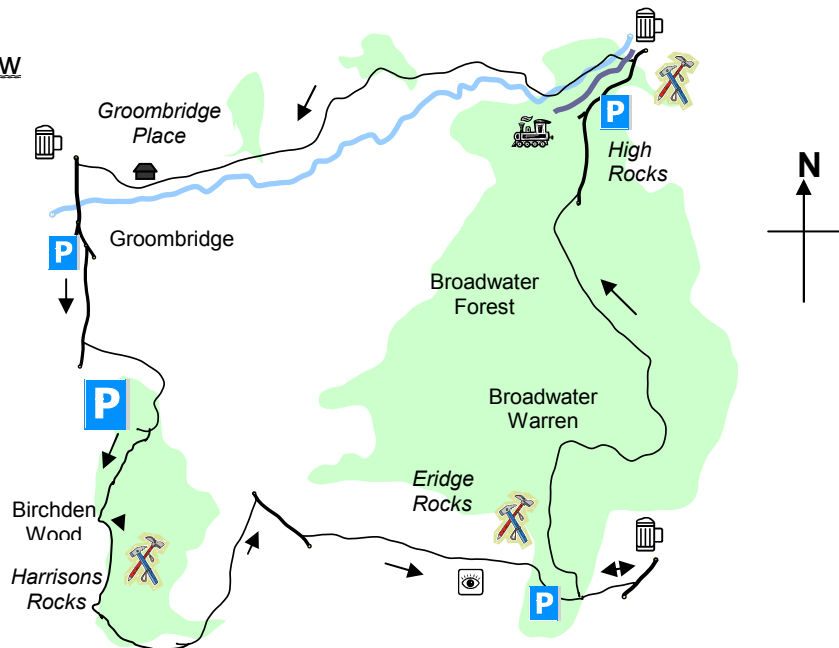 w
Groombridge
Place
P
High
Rocks
N
P
Groombridge
Broadwater
Forest
P
Broadwater
Warren
Eridge
Rocks
Birchden
Wood
Harrisons
Rocks
P